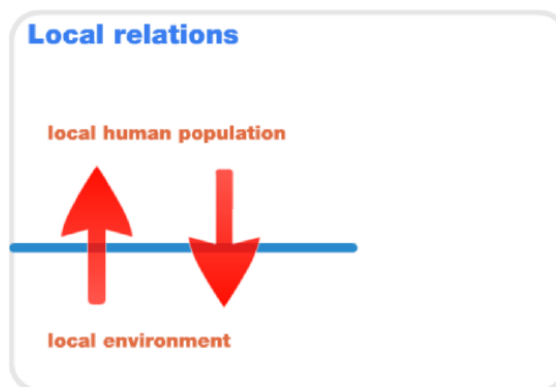 Local relations
local human population
local environment